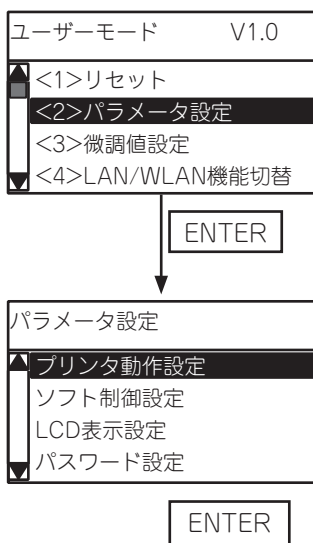 ユーザーモード V1.0
<1>リセット
<2>パラメータ設定
<3>微調値設定
<4>LAN/WLAN機能切替
ENTER
パラメータ設定
プリンタ動作設定
ソフト制御設定
LCD表示設定
パスワード設定
ENTER